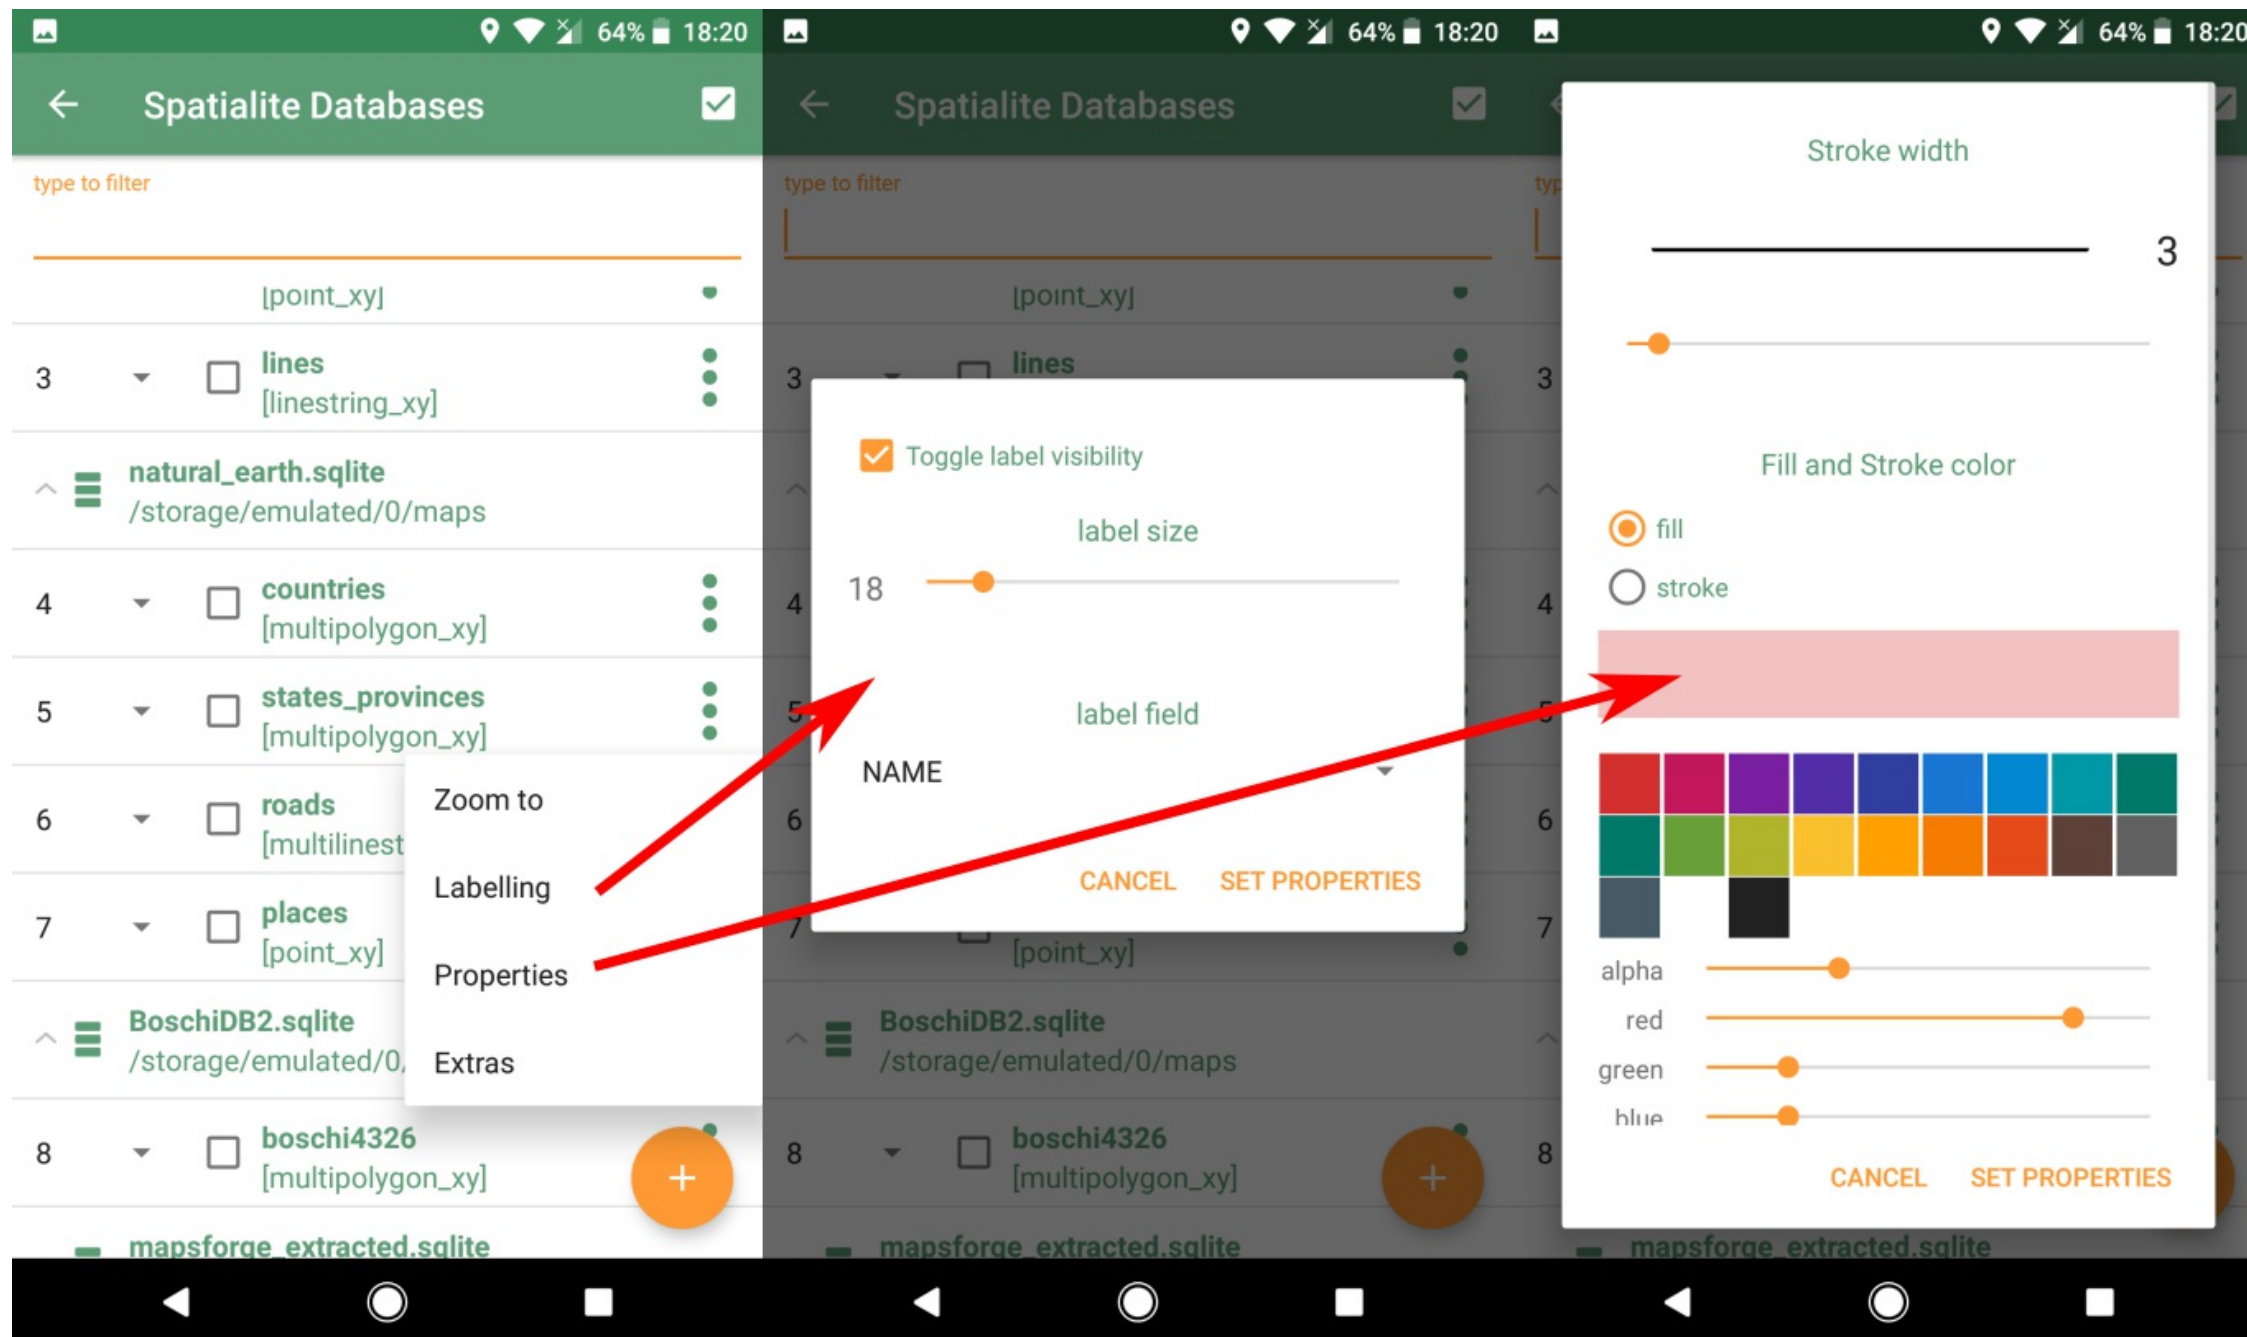 64% 18:20
Spatialite Databases
type to filter
[point_xy]
3
lines
[linestring_xy]
natural_earth.sqlite
/storage/emulated/0/maps
4
countries
[multipolygon_xy]
5
states_provinces
[multipolygon_xy]
6
roads
[multilinest
7
places
[point_xy]
Zoom to
Labelling
Properties
Extras
BoschiDB2.sqlite
/storage/emulated/0/
8
boschi4326
[multipolygon_xy]
mapsforge_extracted.sqlite
64% 18:20
Spatialite Databases
type to filter
[point_xy]
3
lines
4
5
6
7
Toggle label visibility
label size
18
label field
NAME
CANCEL SET PROPERTIES
[point_xy]
BoschiDB2.sqlite
/storage/emulated/0/maps
8
boschi4326
[multipolygon_xy]
mapsforge_extracted.sqlite
64% 18:20
typ
3
4
5
6
7
8
Stroke width
3
Fill and Stroke color
fill
stroke
alpha
red
green
blue
CANCEL SET PROPERTIES
mapsforge_extracted.sqlite